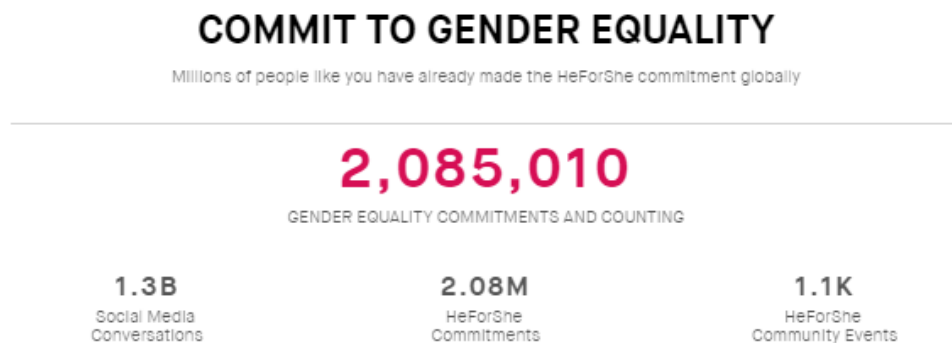 COMMIT TO GENDER EQUALITY
Millions of people like you have already made the HeForShe commitment globally
2,085,010
GENDER EQUALITY COMMITMENTS AND COUNTING
1.3B
Social Media
Conversations
2.08M
HeForShe
Commitments
1.1K
HeForShe
Community Events